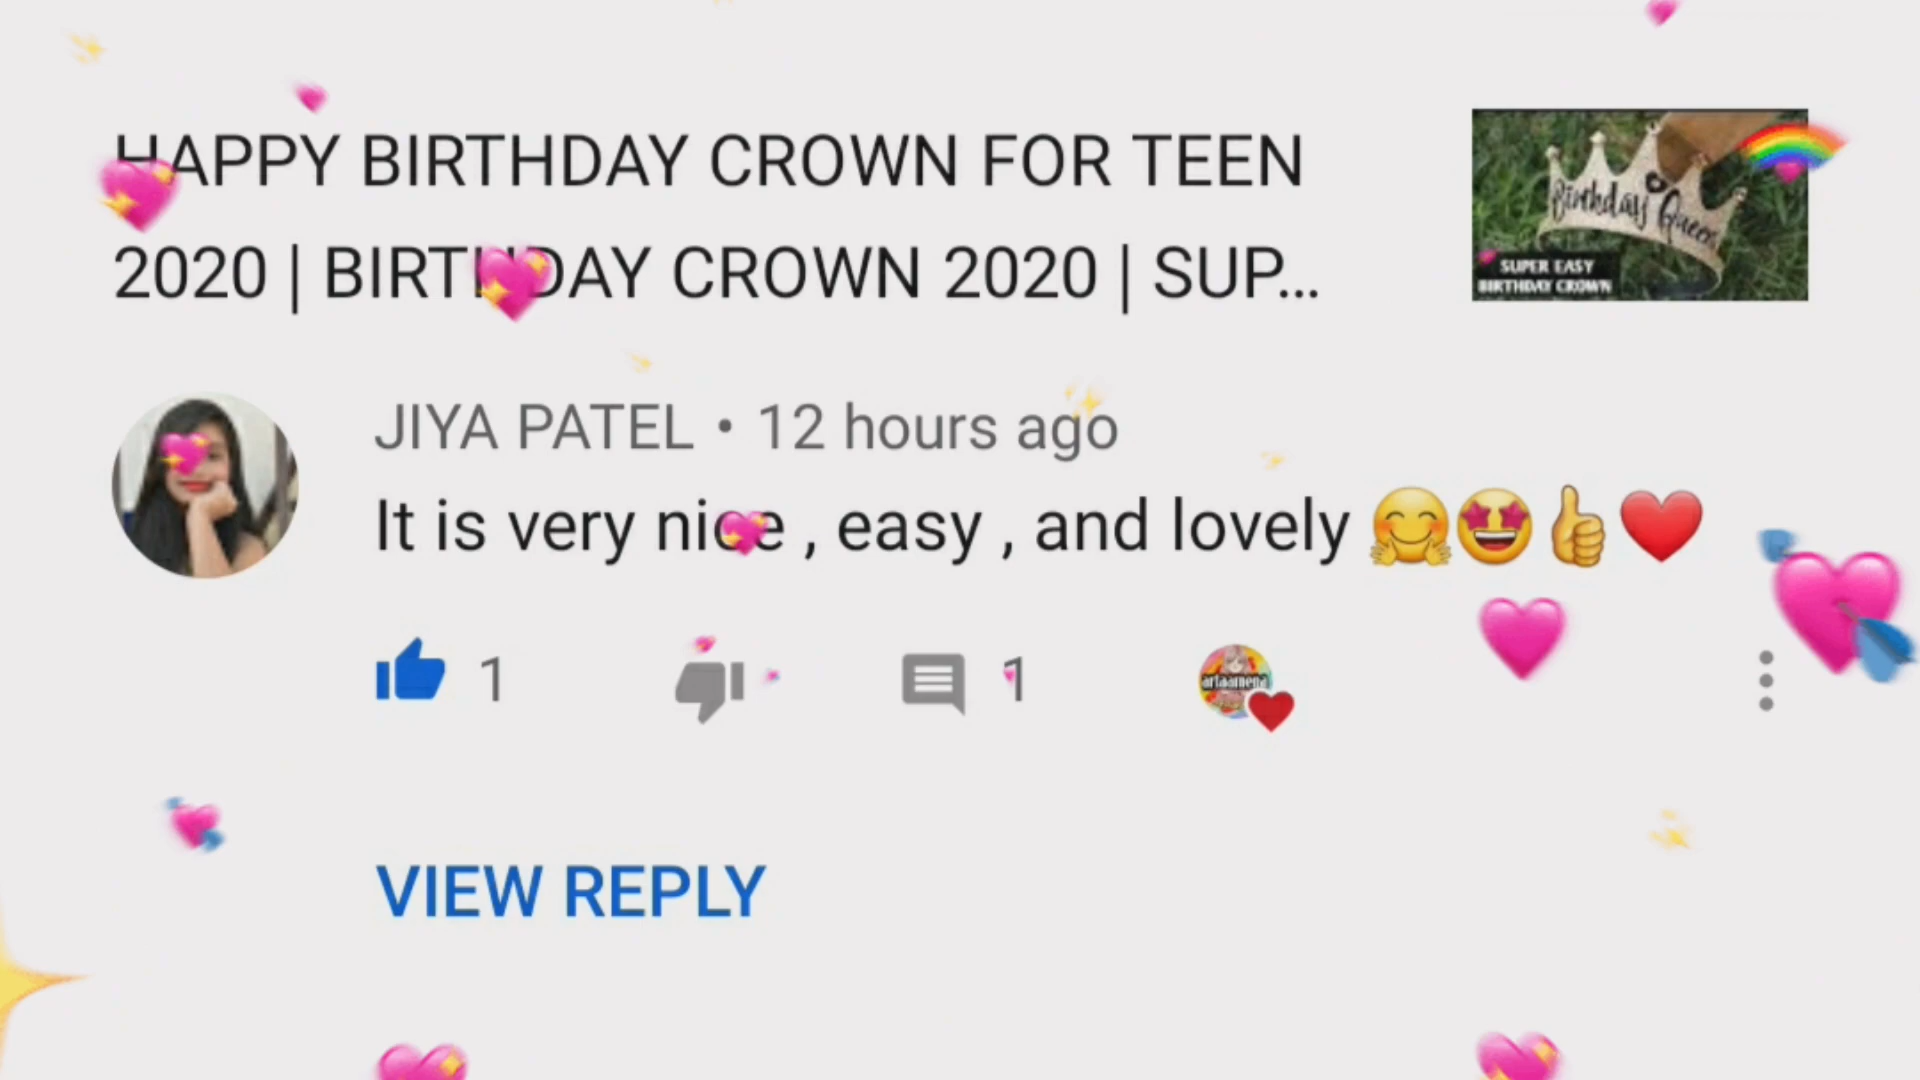 HAPPY BIRTHDAY CROWN FOR TEEN
2020 | BIRTHDAY CROWN 2020 | SUP...
Birthday Queen
SUPER EASY
BIRTHDAY CROWN
JIYA PATEL • 12 hours ago
It is very nice , easy , and lovely 🤗🤩👍❤️
1
1
artaamena
VIEW REPLY